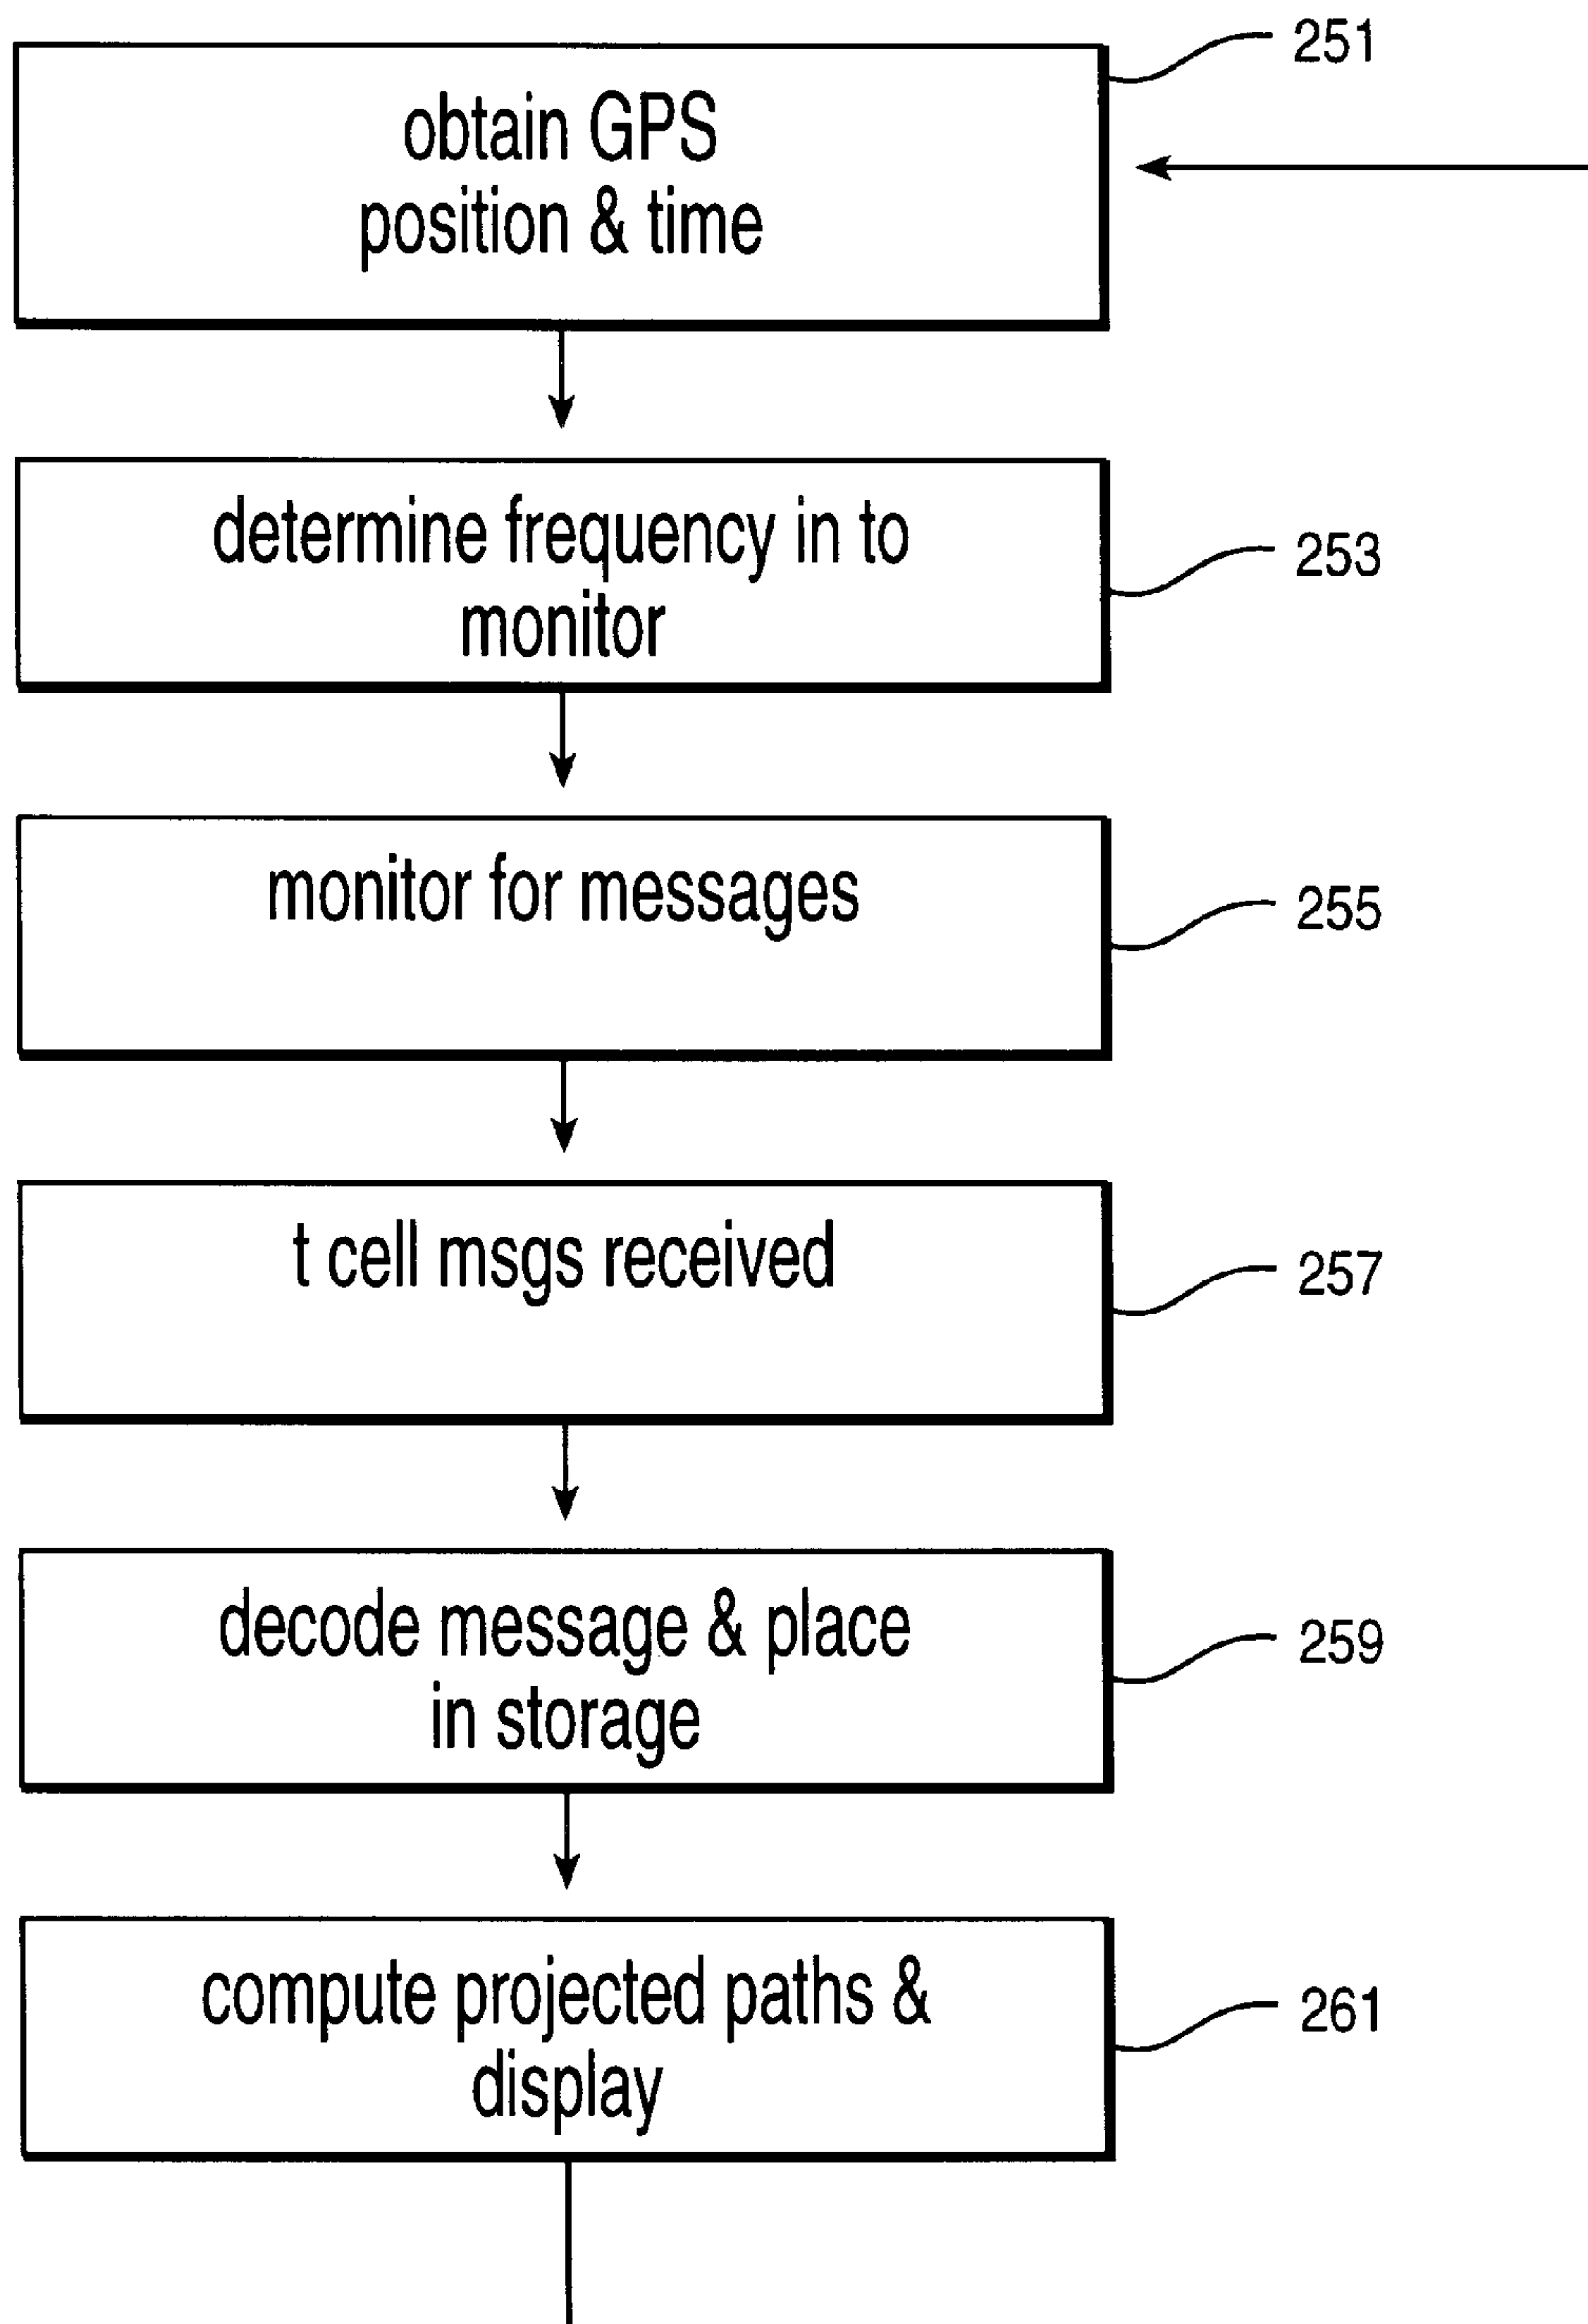 251
obtain GPS
position & time
determine frequency in to
monitor
253
monitor for messages
255
t cell msgs received
257
decode message & place
in storage
259
compute projected paths &
display
261